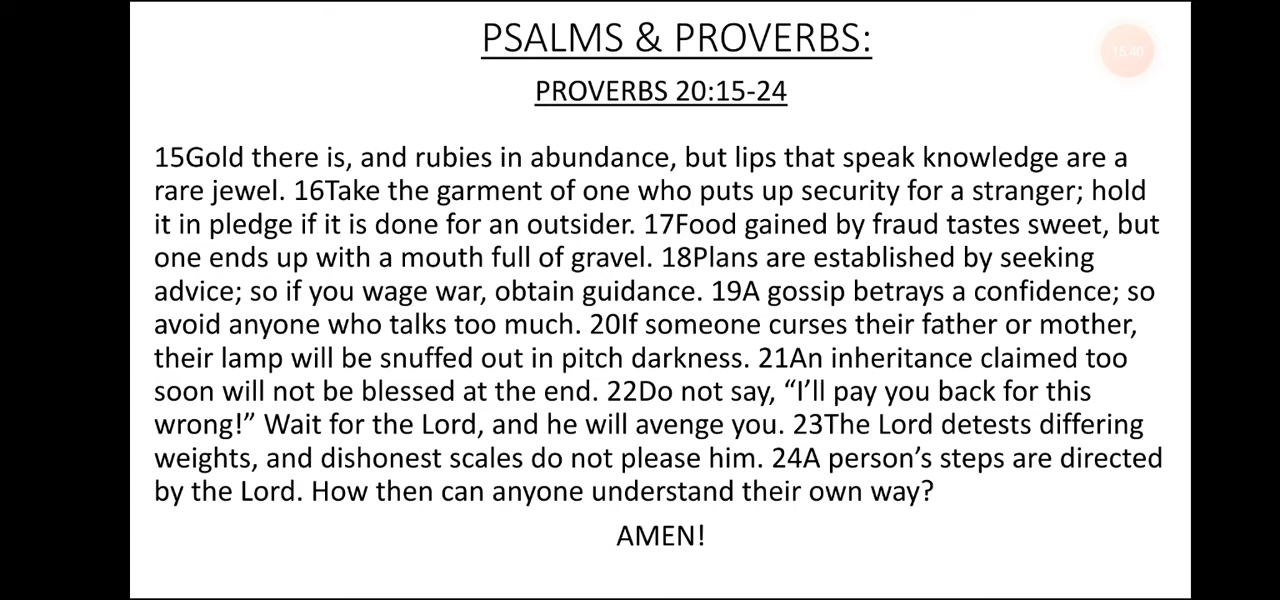 PSALMS & PROVERBS:
15:40
PROVERBS 20:15-24
15Gold there is, and rubies in abundance, but lips that speak knowledge are a
rare jewel. 16Take the garment of one who puts up security for a stranger; hold
it in pledge if it is done for an outsider. 17Food gained by fraud tastes sweet, but
one ends up with a mouth full of gravel. 18Plans are established by seeking
advice; so if you wage war, obtain guidance. 19A gossip betrays a confidence; so
avoid anyone who talks too much. 20If someone curses their father or mother,
their lamp will be snuffed out in pitch darkness. 21An inheritance claimed too
soon will not be blessed at the end. 22Do not say, “I’ll pay you back for this
wrong!” Wait for the Lord, and he will avenge you. 23The Lord detests differing
weights, and dishonest scales do not please him. 24A person’s steps are directed
by the Lord. How then can anyone understand their own way?
AMEN!